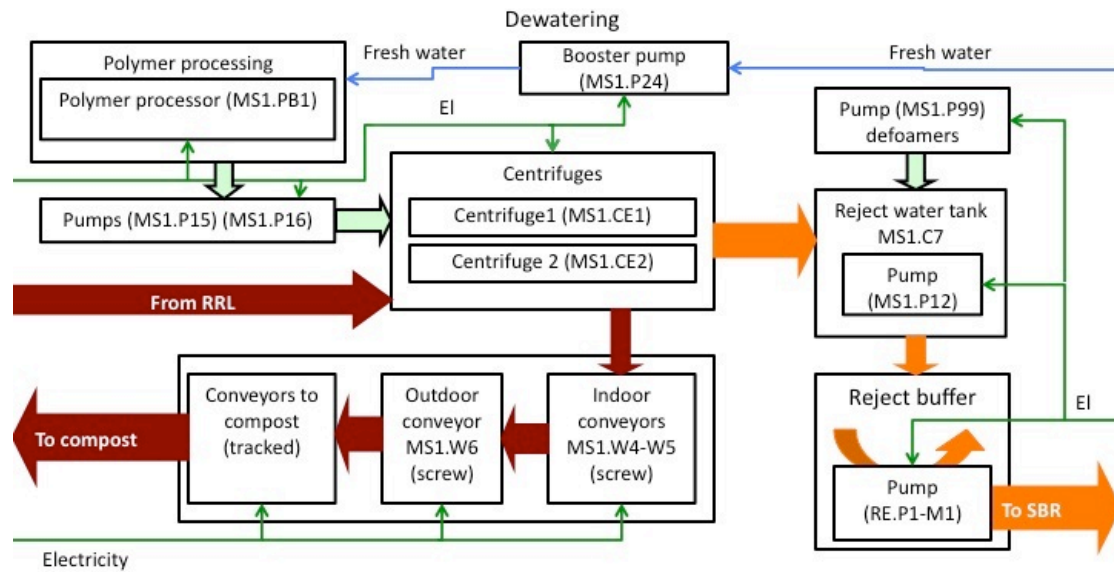 Dewatering
Fresh water
Fresh water
Polymer processing
Polymer processor (MS1.PB1)
Booster pump
(MS1.P24)
El
Pump (MS1.P99)
defoamers
Centrifuges
Pumps (MS1.P15) (MS1.P16)
Centrifuge1 (MS1.CE1)
Centrifuge 2 (MS1.CE2)
Reject water tank
MS1.C7
Pump
(MS1.P12)
From RRL
Conveyors to
compost
(tracked)
Outdoor
conveyor
MS1.W6
(screw)
Indoor
conveyors
MS1.W4-W5
(screw)
Reject buffer
El
To compost
Pump
(RE.P1-M1)
To SBR
Electricity